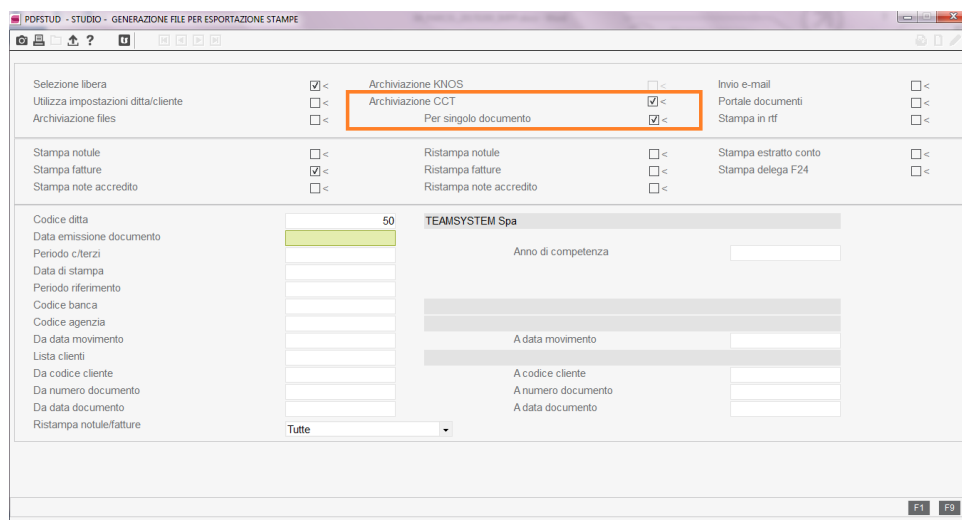 PDFSTUD - STUDIO - GENERAZIONE FILE PER ESPORTAZIONE STAMPE
Selezione libera < Archiviazione KNOS < Invio e-mail <
Utilizza impostazioni ditta/cliente < Archiviazione CCT < Portale documenti <
Archiviazione files < Per singolo documento < Stampa in rtf <
Stampa notule < Ristampa notule < Stampa estratto conto <
Stampa fatture < Ristampa fatture < Stampa delega F24 <
Stampa note accredito < Ristampa note accredito <
Codice ditta 50 TEAMSYSTEM Spa
Data emissione documento
Periodo c/terzi Anno di competenza
Data di stampa
Periodo riferimento
Codice banca
Codice agenzia
Da data movimento A data movimento
Lista clienti
Da codice cliente A codice cliente
Da numero documento A numero documento
Da data documento A data documento
Ristampa notule/fatture Tutte
F1 F9